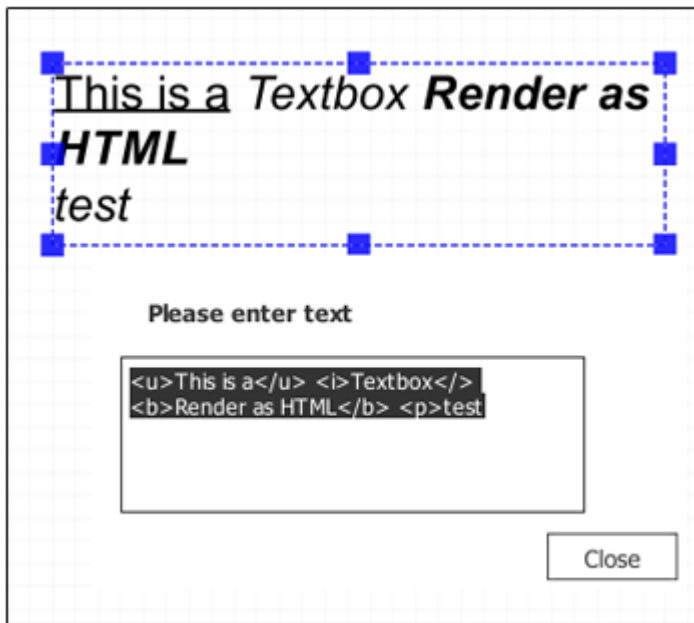 This is a Textbox Render as
HTML
test
Please enter text
<u>This is a</u> <i>Textbox</>
<b>Render as HTML</b> <p>test
Close